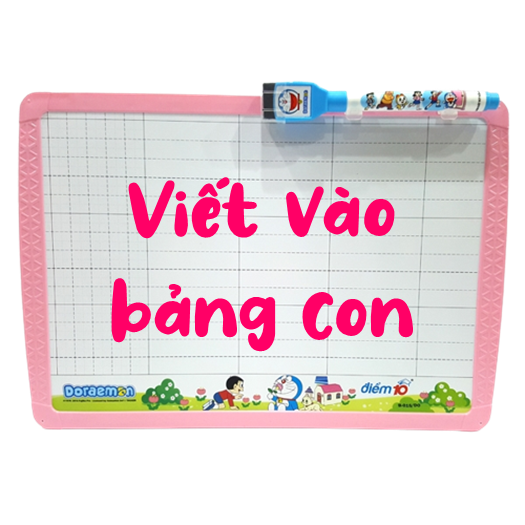 Viết Vào
bảng con
Doraemon
điểm 10